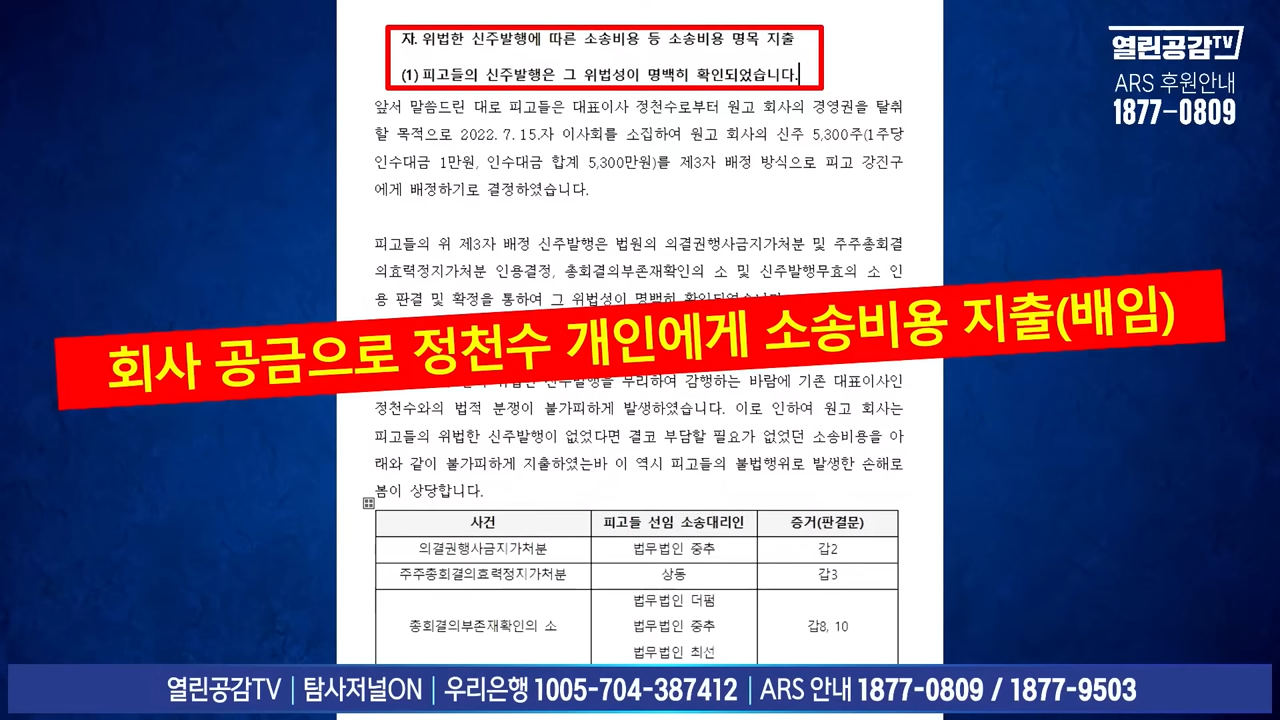 자. 위법한 신주발행에 따른 소송비용 등 소송비용 명목 지출
(1) 피고들의 신주발행은 그 위법성이 명백히 확인되었습니다.
앞서 말씀드린 대로 피고들은 대표이사 정천수로부터 원고 회사의 경영권을 탈취
할 목적으로 2022. 7. 15.자 이사회를 소집하여 원고 회사의 신주 5,300주(1주당
인수대금 1만원, 인수대금 합계 5,300만원)를 제3자 배정 방식으로 피고 강진구
에게 배정하기로 결정하였습니다.
피고들의 위 제3자 배정 신주발행은 법원의 의결권행사금지가처분 및 주주총회결
의효력정지가처분 인용결정, 총회결의부존재확인의 소 및 신주발행무효의 소 인
용 판결 및 확정을 통하여 그 위법성이 명백히 확인되었습니다.
회사 공금으로 정천수 개인에게 소송비용 지출(배임)
위법한 신주발행을 무리하여 감행하는 바람에 기존 대표이사인
정천수와의 법적 분쟁이 불가피하게 발생하였습니다. 이로 인하여 원고 회사는
피고들의 위법한 신주발행이 없었다면 결코 부담할 필요가 없었던 소송비용을 아
래와 같이 불가피하게 지출하였는바 이 역시 피고들의 불법행위로 발생한 손해로
봄이 상당합니다.
사건 피고들 선임 소송대리인 증거(판결문)
의결권행사금지가처분 법무법인 중추 갑2
주주총회결의효력정지가처분 상동 갑3
법무법인 더펌
총회결의부존재확인의 소 법무법인 중추 갑8, 10
법무법인 최선
열린공감TV
ARS 후원안내
1877-0809
열린공감TV | 탐사저널ON | 우리은행 1005-704-387412 | ARS 안내 1877-0809 / 1877-9503